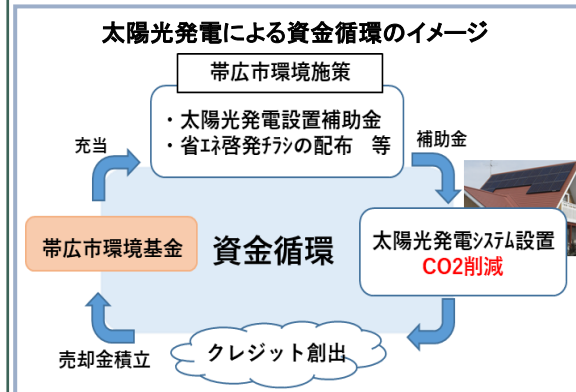 太陽光発電による資金循環のイメージ
帯広市環境施策
・太陽光発電設置補助金
・省エネ啓発チラシの配布　等
充当
補助金
帯広市環境基金
資金循環
太陽光発電システム設置
CO2削減
売却金積立
クレジット創出